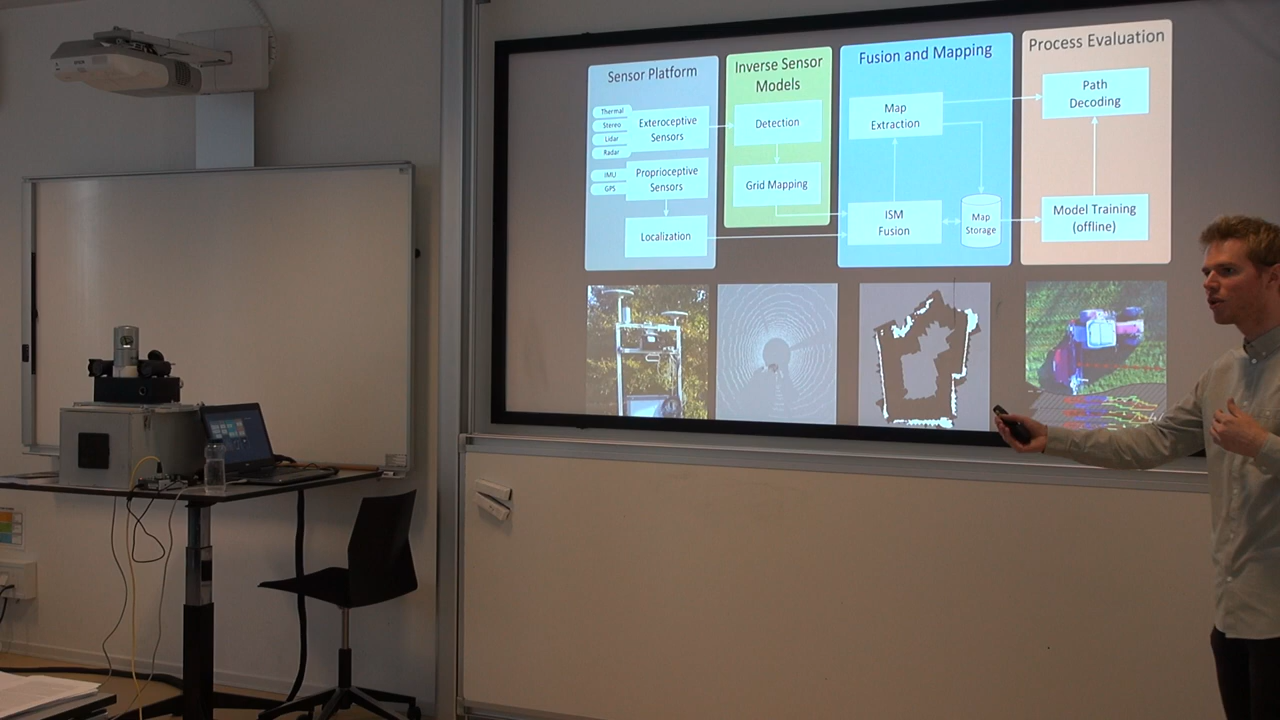 Sensor Platform
Thermal
Stereo
Lidar
Radar
Exteroceptive
Sensors
IMU
GPS
Proprioceptive
Sensors
Localization
Inverse Sensor
Models
Detection
Grid Mapping
Fusion and Mapping
Map
Extraction
ISM
Fusion
Map
Storage
Process Evaluation
Path
Decoding
Model Training
(offline)